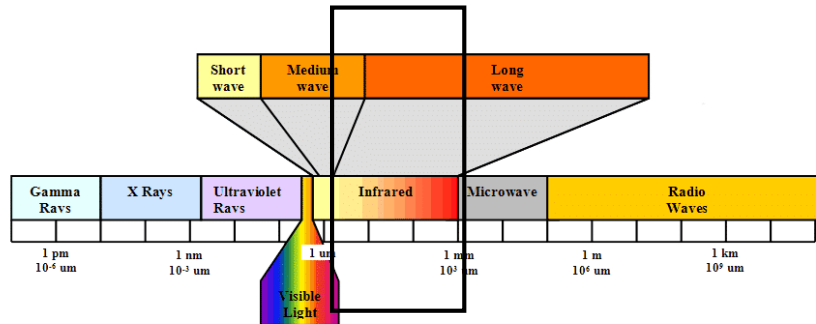 Short
wave
Medium
wave
Long
wave
Gamma
Ravs
X Rays
Ultraviolet
Ravs
Infrared
Microwave
Radio
Waves
1 pm
10⁻⁶ um
1 nm
10⁻³ um
1 um
1 mm
10³ um
1 m
10⁶ um
1 km
10⁹ um
Visible
Light